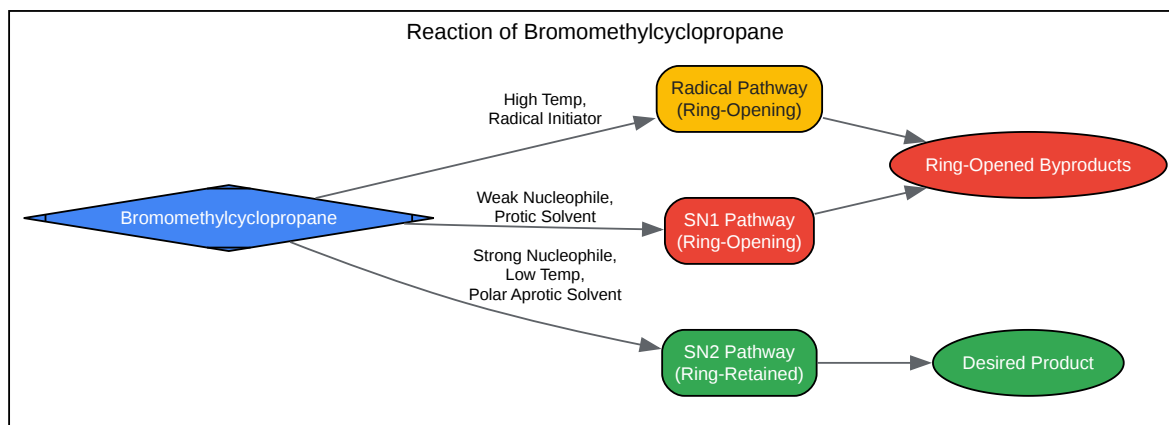 Reaction of Bromomethylcyclopropane
High Temp,
Radical Initiator
Radical Pathway
(Ring-Opening)
Ring-Opened Byproducts
Bromomethylcyclopropane
Weak Nucleophile,
Protic Solvent
SN1 Pathway
(Ring-Opening)
Strong Nucleophile,
Low Temp,
Polar Aprotic Solvent
SN2 Pathway
(Ring-Retained)
Desired Product